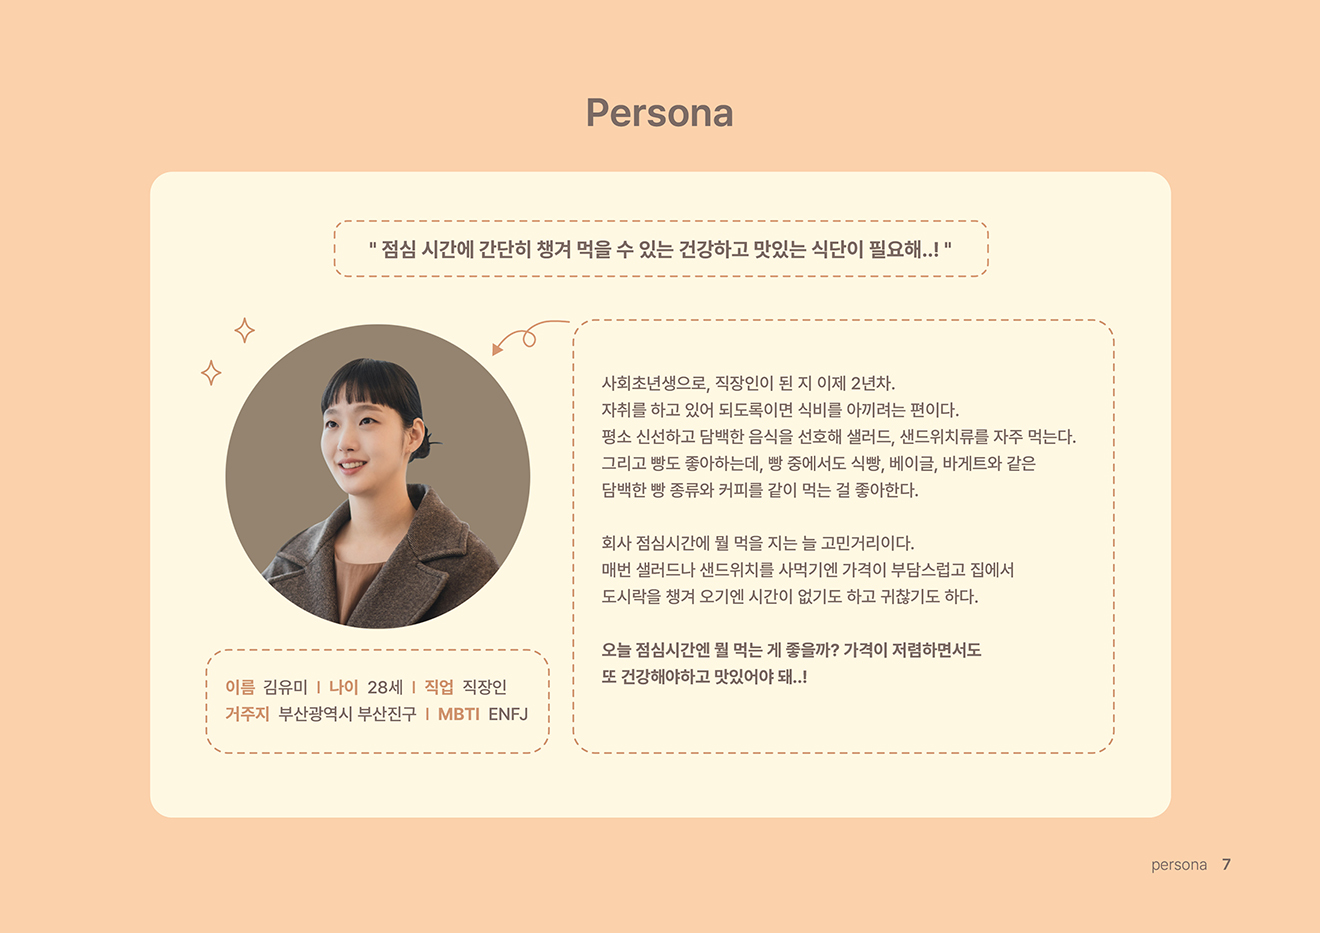 Persona
" 점심 시간에 간단히 챙겨 먹을 수 있는 건강하고 맛있는 식단이 필요해..! "
사회초년생으로, 직장인이 된 지 이제 2년차.
자취를 하고 있어 되도록이면 식비를 아끼려는 편이다.
평소 신선하고 담백한 음식을 선호해 샐러드, 샌드위치류를 자주 먹는다.
그리고 빵도 좋아하는데, 빵 중에서도 식빵, 베이글, 바게트와 같은
담백한 빵 종류와 커피를 같이 먹는 걸 좋아한다.
회사 점심시간에 뭘 먹을 지는 늘 고민거리이다.
매번 샐러드나 샌드위치를 사먹기엔 가격이 부담스럽고 집에서
도시락을 챙겨 오기엔 시간이 없기도 하고 귀찮기도 하다.
오늘 점심시간엔 뭘 먹는 게 좋을까? 가격이 저렴하면서도
또 건강해야하고 맛있어야 돼..!
이름 김유미 | 나이 28세 | 직업 직장인
거주지 부산광역시 부산진구 | MBTI ENFJ
persona 7